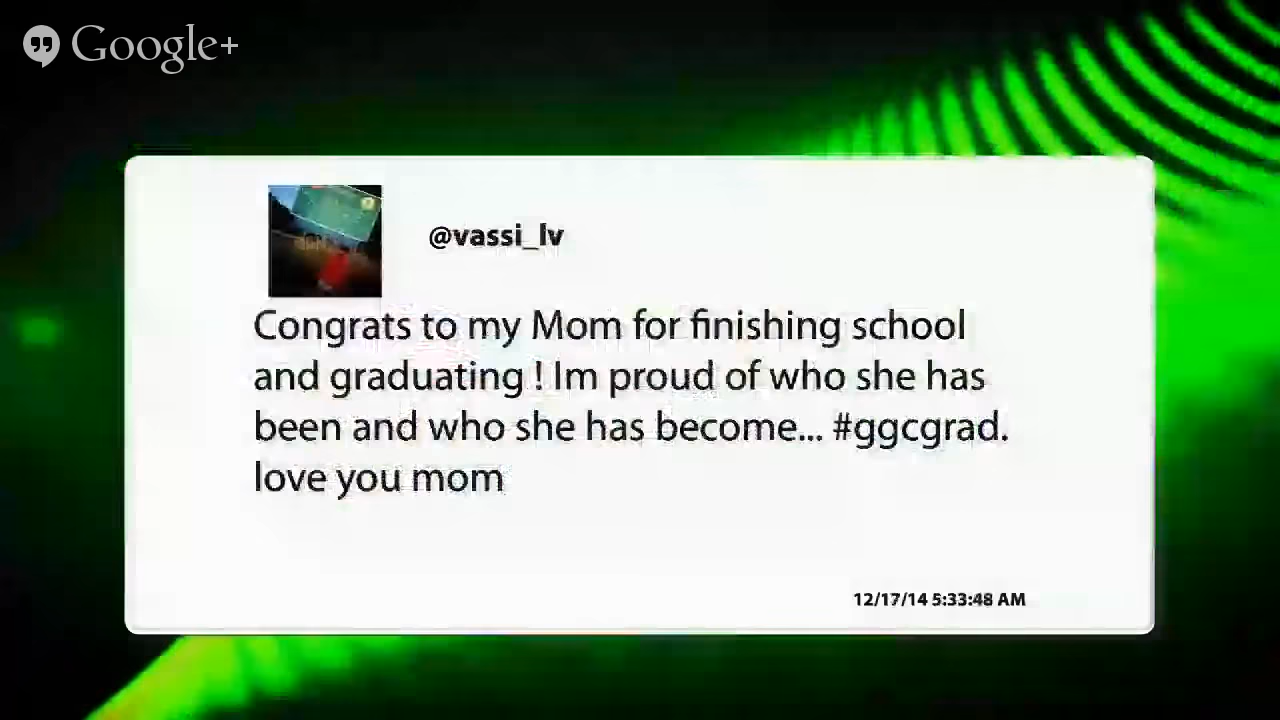 Google+
@vassi_lv
Congrats to my Mom for finishing school
and graduating ! Im proud of who she has
been and who she has become... #ggcgrad.
love you mom
12/17/14 5:33:48 AM